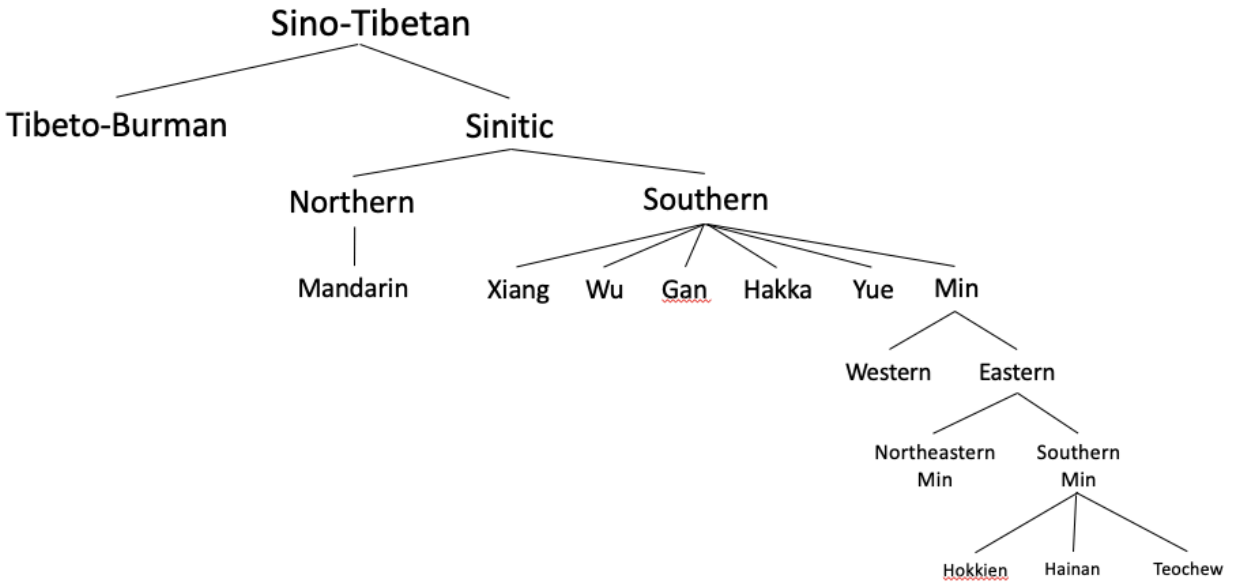 Sino-Tibetan
Tibeto-Burman Sinitic
Northern Southern
Mandarin Xiang Wu Gan Hakka Yue Min
Western Eastern
Northeastern Southern
Min Min
Hokkien Hainan Teochew